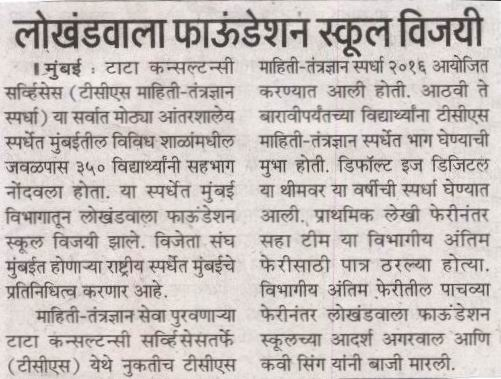 लोखंडवाला फाऊंडेशन स्कूल विजयी
। मुंबई : टाटा कन्सल्टन्सी
सर्व्हिसेस (टीसीएस माहिती-तंत्रज्ञान
स्पर्धा) या सर्वात मोठ्या आंतरशालेय
स्पर्धेत मुंबईतील विविध शाळांमधील
जवळपास ३५० विद्यार्थ्यांनी सहभाग
नोंदवला होता. या स्पर्धेत मुंबई
विभागातून लोखंडवाला फाऊंडेशन
स्कूल विजयी झाले. विजेता संघ
मुंबईत होणाऱ्या राष्ट्रीय स्पर्धेत मुंबईचे
प्रतिनिधित्व करणार आहे.
माहिती-तंत्रज्ञान सेवा पुरवणाऱ्या
टाटा कन्सल्टन्सी सर्व्हिसेसतर्फे
(टीसीएस) येथे नुकतीच टीसीएस
माहिती-तंत्रज्ञान स्पर्धा २०१६ आयोजित
करण्यात आली होती. आठवी ते
बारावीपर्यंतच्या विद्यार्थ्यांना टीसीएस
माहिती-तंत्रज्ञान स्पर्धेत भाग घेण्याची
मुभा होती. डिफॉल्ट इज डिजिटल
या थीमवर या वर्षीची स्पर्धा घेण्यात
आली. प्राथमिक लेखी फेरीनंतर
सहा टीम या विभागीय अंतिम
फेरीसाठी पात्र ठरल्या होत्या.
विभागीय अंतिम फेरीतील पाचव्या
फेरीनंतर लोखंडवाला फाऊंडेशन
स्कूलच्या आदर्श अगरवाल आणि
कवी सिंग यांनी बाजी मारली.